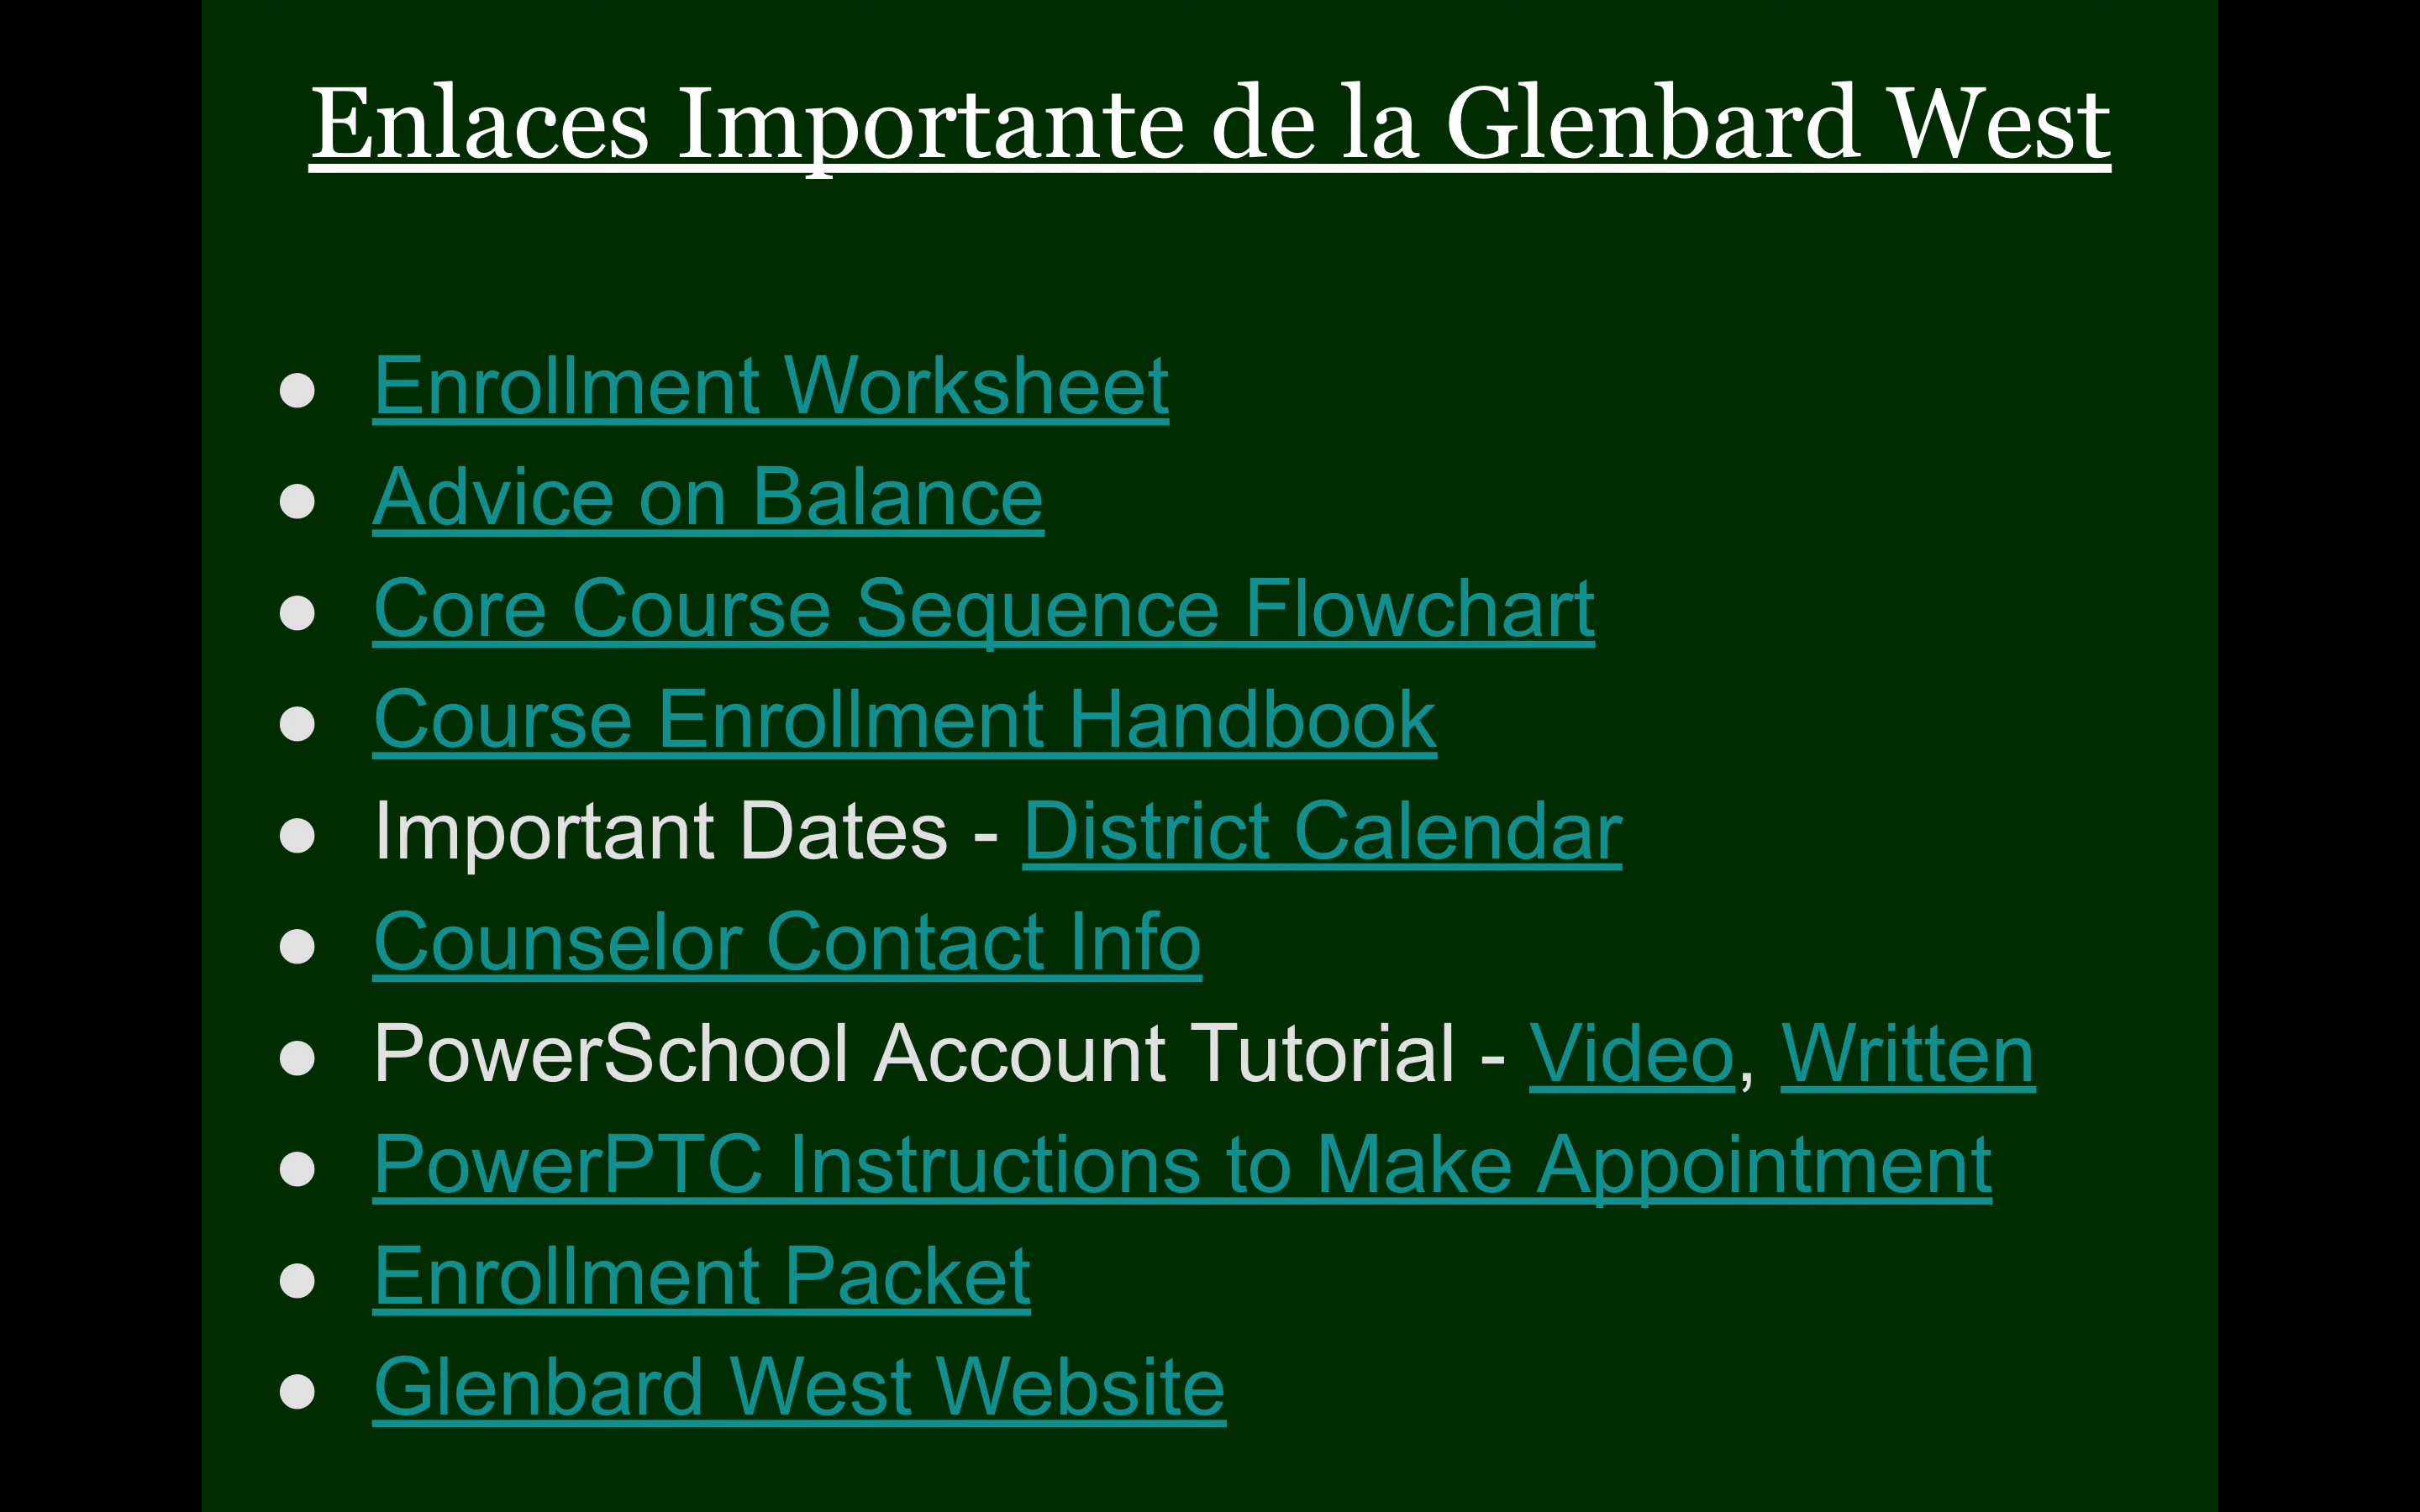 Enlaces Importante de la Glenbard West
● Enrollment Worksheet
● Advice on Balance
● Core Course Sequence Flowchart
● Course Enrollment Handbook
● Important Dates - District Calendar
● Counselor Contact Info
● PowerSchool Account Tutorial - Video, Written
● PowerPTC Instructions to Make Appointment
● Enrollment Packet
● Glenbard West Website